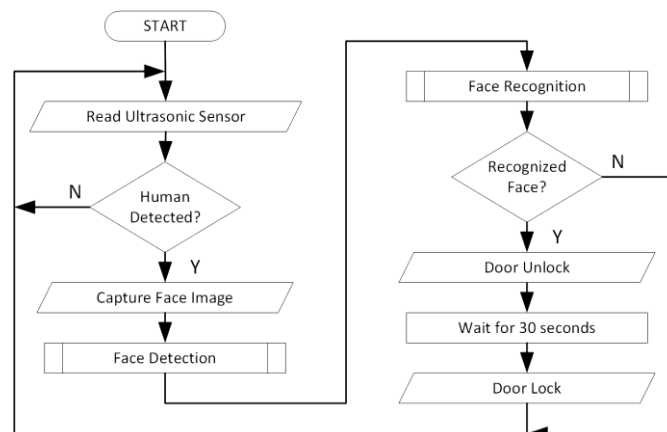 START
Read Ultrasonic Sensor
N
Human
Detected?
Y
Capture Face Image
Face Detection
Face Recognition
Recognized
Face?
N
Y
Door Unlock
Wait for 30 seconds
Door Lock